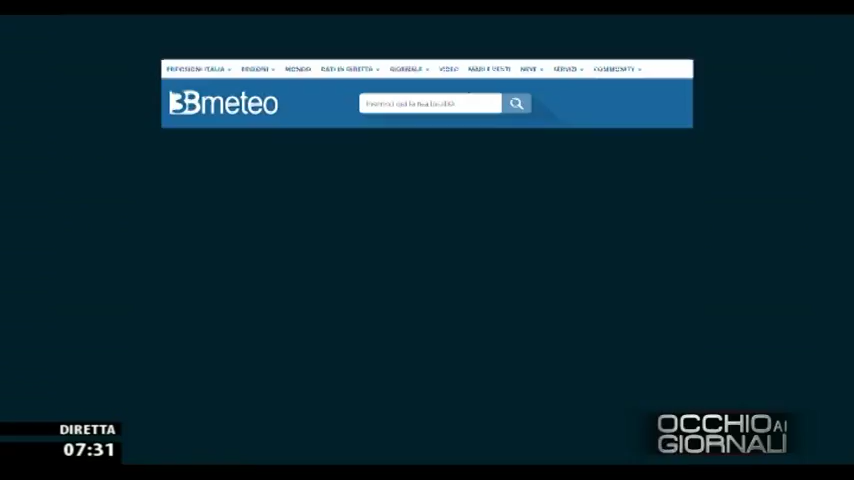 PREVISIONI ITALIA REGIONI MONDO DATI IN DIRETTA GIORNALE VIDEO MARI E VENTI NEVE SERVIZI COMMUNITY
3Bmeteo
DIRETTA
07:31
OCCHIO AI
GIORNALI